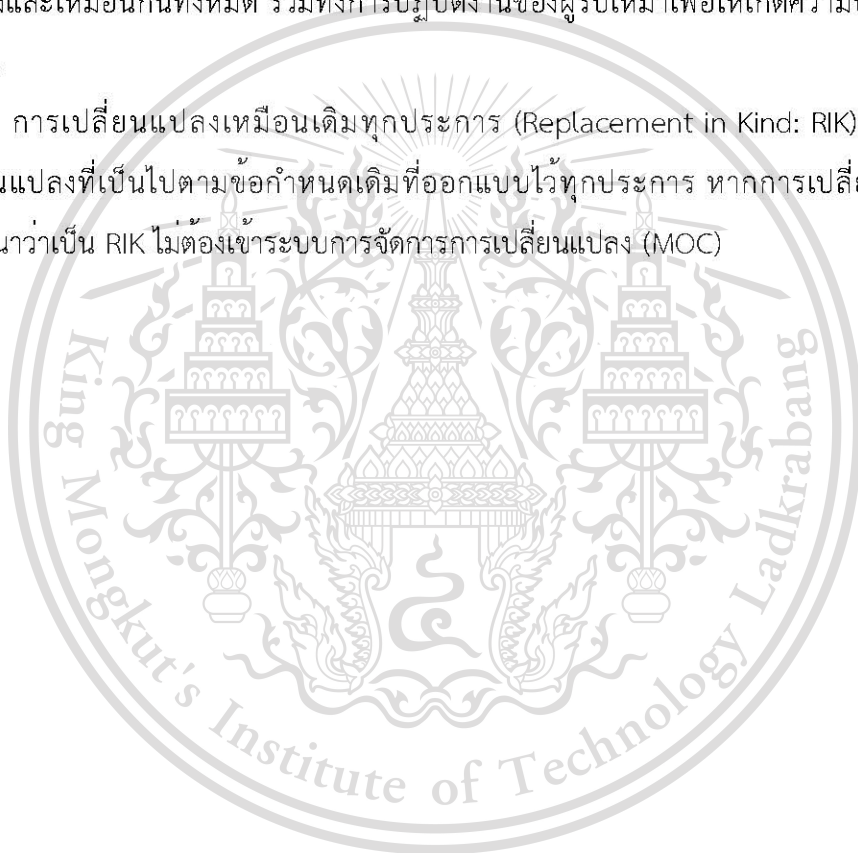 และเหมือนกันทั้งหมด รวมทั้งการปฏิบัติงานของผู้รับเหมาเพื่อให้เกิดความ
การเปลี่ยนแปลงเหมือนเดิมทุกประการ (Replacement in Kind: RIK)
นแปลงที่เป็นไปตามข้อกำหนดเดิมที่ออกแบบไว้ทุกประการ หากการเปลี่ย
ณาว่าเป็น RIK ไม่ต้องเข้าระบบการจัดการการเปลี่ยนแปลง (MOC)
King Mongkut's Institute of Technology Ladkrabang